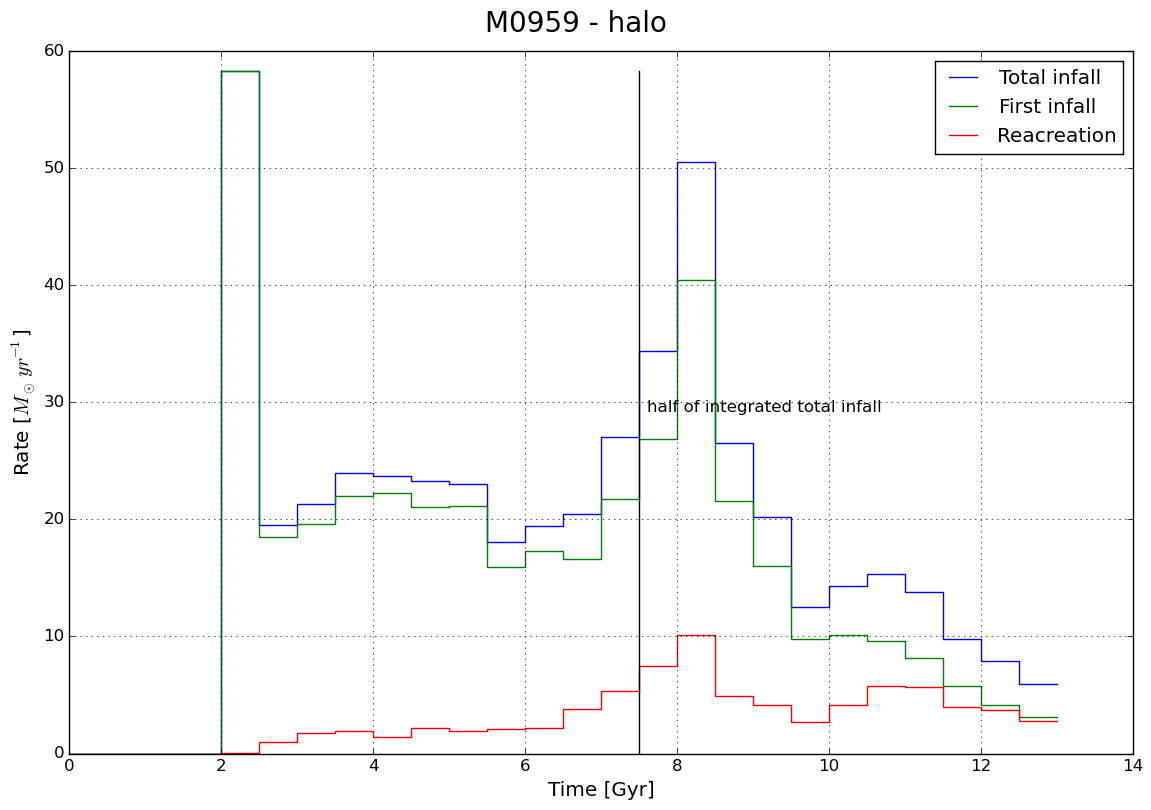 M0959 - halo
60
50
40
30
20
10
0
Rate [M⊙ yr⁻¹]
Total infall
First infall
Reacreation
half of integrated total infall
0 2 4 6 8 10 12 14
Time [Gyr]